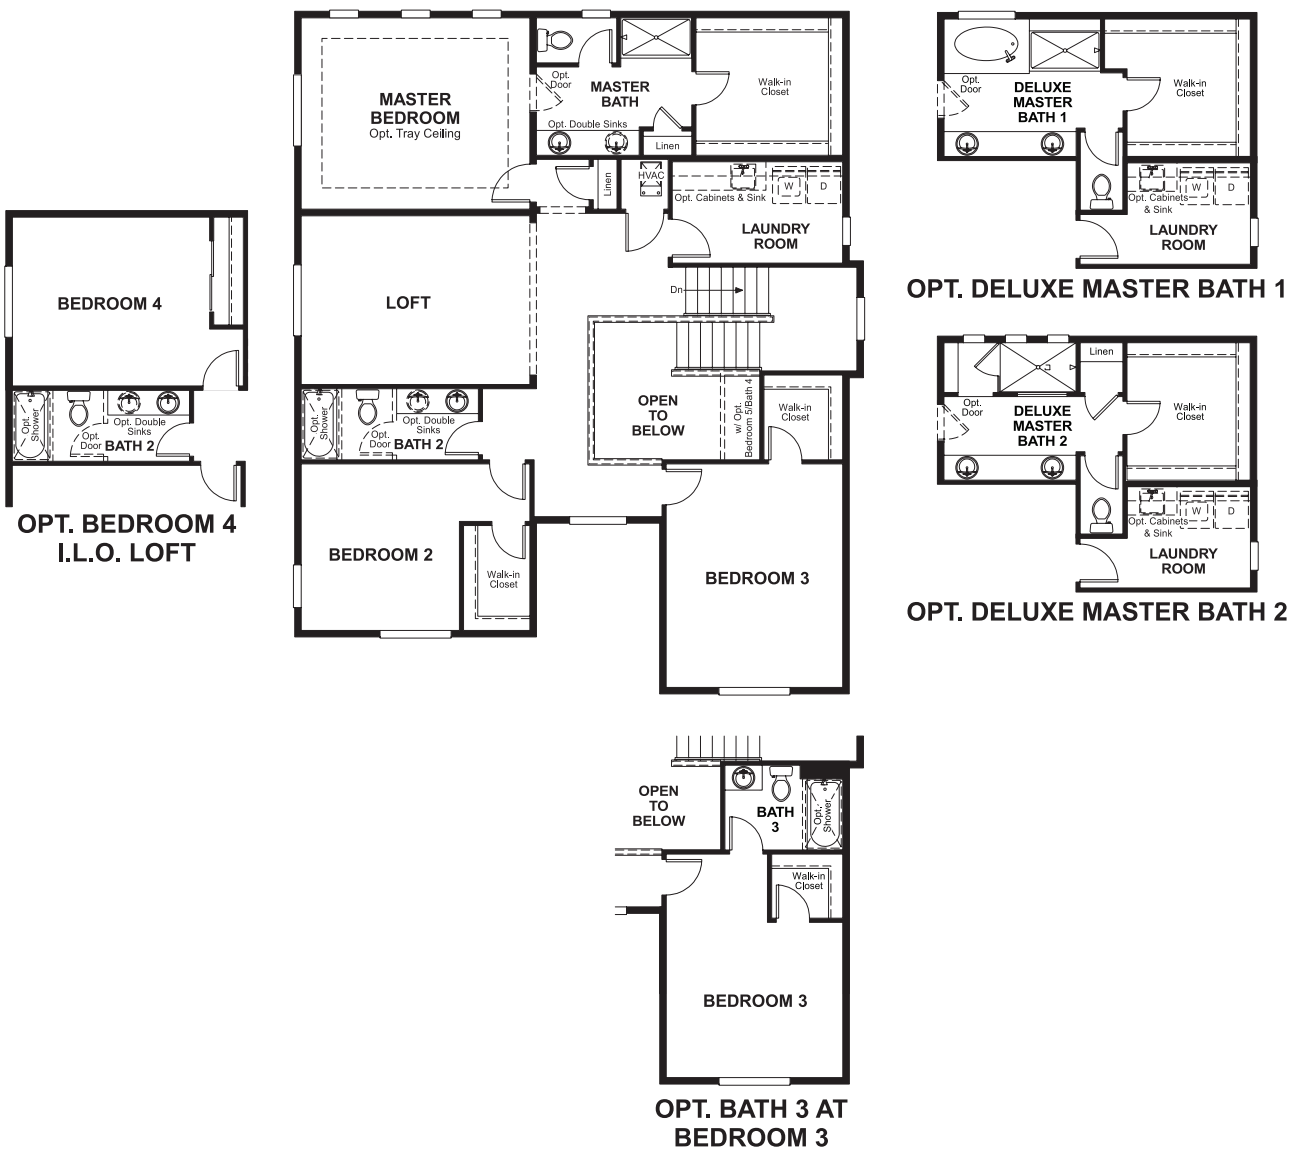 MASTER
BEDROOM
Opt. Tray Ceiling
Opt.
Door
MASTER
BATH
Opt. Double Sinks
Linen
Walk-in
Closet
Linen
HVAC
Opt. Cabinets & Sink
W
D
LAUNDRY
ROOM
LOFT
Dn
OPEN
TO
BELOW
w/ Opt.
Bedroom 5/Bath 4
Walk-in
Closet
Opt.
Shower
Opt. Double
Sinks
Opt.
Door
BATH 2
BEDROOM 2
Walk-in
Closet
BEDROOM 3
BEDROOM 4
Opt.
Shower
Opt. Double
Sinks
Opt.
Door
BATH 2
OPT. BEDROOM 4
I.L.O. LOFT
Opt.
Door
DELUXE
MASTER
BATH 1
Walk-in
Closet
Opt. Cabinets
& Sink
W
D
LAUNDRY
ROOM
OPT. DELUXE MASTER BATH 1
Linen
Opt.
Door
DELUXE
MASTER
BATH 2
Walk-in
Closet
Opt. Cabinets
& Sink
W
D
LAUNDRY
ROOM
OPT. DELUXE MASTER BATH 2
OPEN
TO
BELOW
BATH
3
Opt.
Shower
Walk-in
Closet
BEDROOM 3
OPT. BATH 3 AT
BEDROOM 3